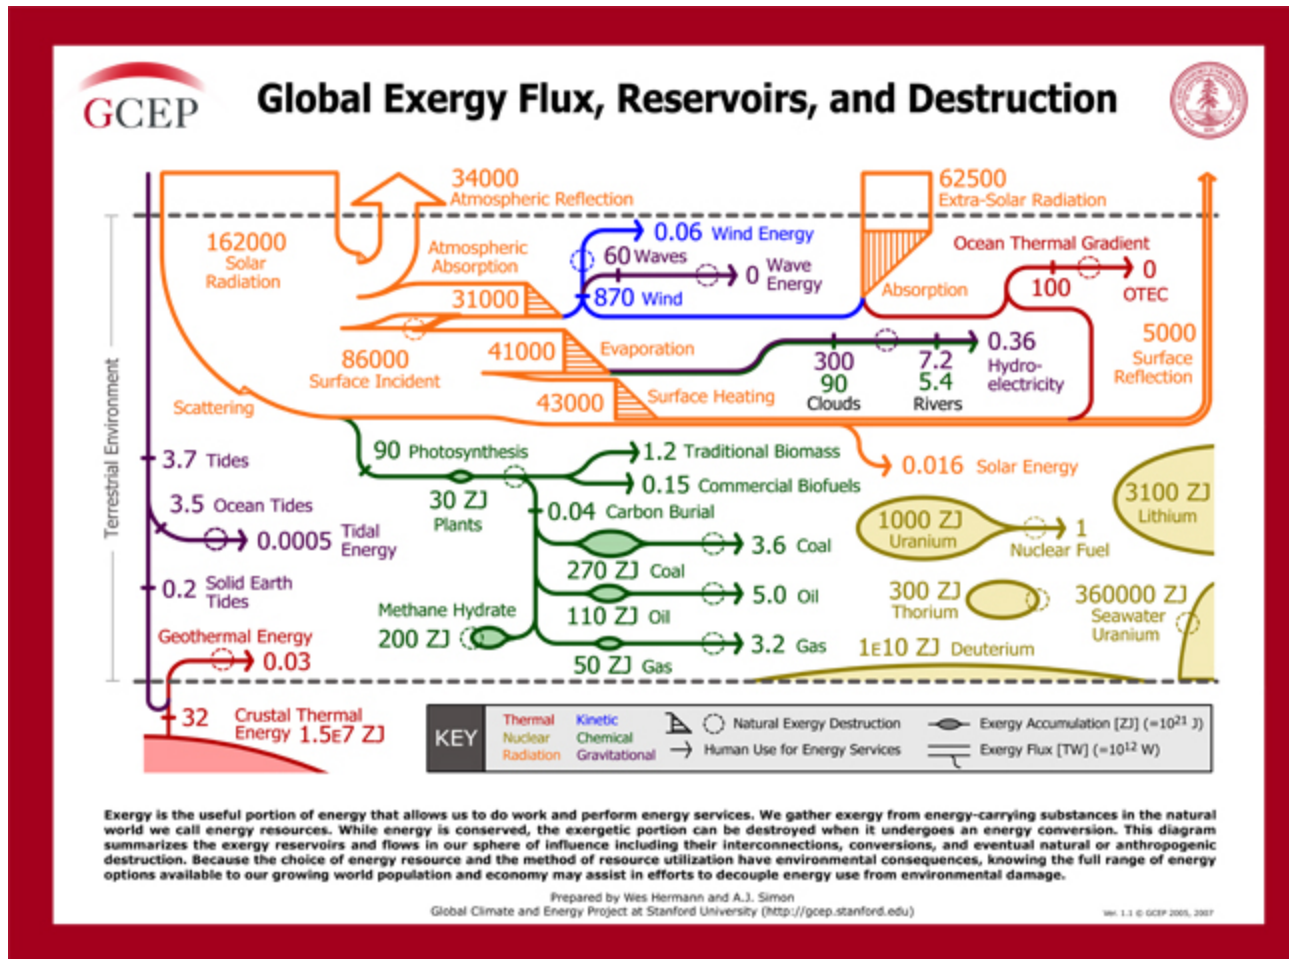 GCEP
Global Exergy Flux, Reservoirs, and Destruction
34000
Atmospheric Reflection
62500
Extra-Solar Radiation
162000
Solar
Radiation
Atmospheric
Absorption
31000
0.06 Wind Energy
60 Waves
0 Wave
Energy
870 Wind
Absorption
Ocean Thermal Gradient
100
0
OTEC
86000
Surface Incident
41000
Evaporation
300
90
Clouds
7.2
5.4
Rivers
0.36
Hydro-
electricity
5000
Surface
Reflection
43000
Surface Heating
Scattering
Terrestrial Environment
3.7 Tides
3.5 Ocean Tides
0.0005 Tidal
Energy
0.2 Solid Earth
Tides
Geothermal Energy
0.03
32
Crustal Thermal
Energy 1.5E7 ZJ
90 Photosynthesis
30 ZJ
Plants
1.2 Traditional Biomass
0.15 Commercial Biofuels
0.04 Carbon Burial
3.6 Coal
270 ZJ Coal
5.0 Oil
110 ZJ Oil
Methane Hydrate
200 ZJ
3.2 Gas
50 ZJ Gas
0.016 Solar Energy
1000 ZJ
Uranium
1
Nuclear Fuel
3100 ZJ
Lithium
300 ZJ
Thorium
360000 ZJ
Seawater
Uranium
1E10 ZJ Deuterium
KEY
Thermal Kinetic
Nuclear Chemical
Radiation Gravitational
Natural Exergy Destruction
Human Use for Energy Services
Exergy Accumulation [ZJ] (=10²¹ J)
Exergy Flux [TW] (=10¹² W)
Exergy is the useful portion of energy that allows us to do work and perform energy services. We gather exergy from energy-carrying substances in the natural
world we call energy resources. While energy is conserved, the exergetic portion can be destroyed when it undergoes an energy conversion. This diagram
summarizes the exergy reservoirs and flows in our sphere of influence including their interconnections, conversions, and eventual natural or anthropogenic
destruction. Because the choice of energy resource and the method of resource utilization have environmental consequences, knowing the full range of energy
options available to our growing world population and economy may assist in efforts to decouple energy use from environmental damage.
Prepared by Wes Hermann and A.J. Simon
Global Climate and Energy Project at Stanford University (http://gcep.stanford.edu)
Ver. 1.1 © GCEP 2005, 2007